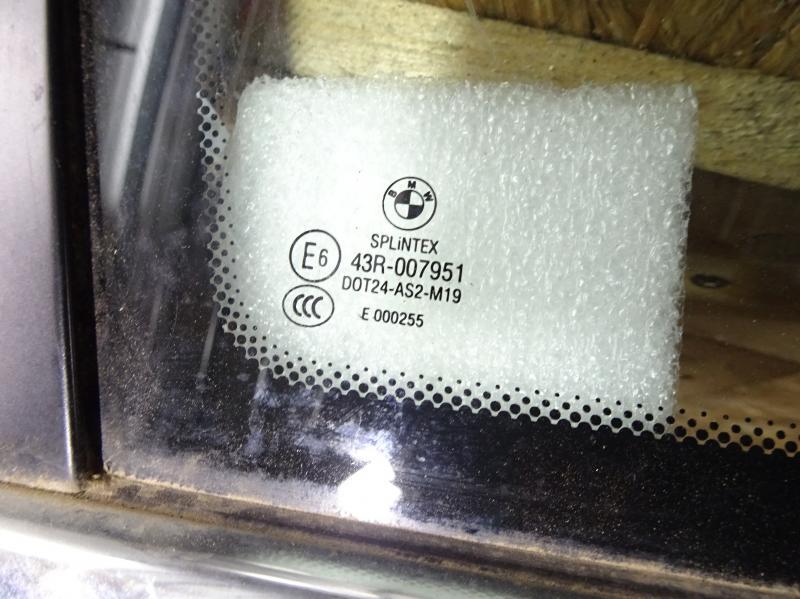 BMW
SPLiNTEX
E6 43R-007951
DOT24-AS2-M19
CCC E 000255